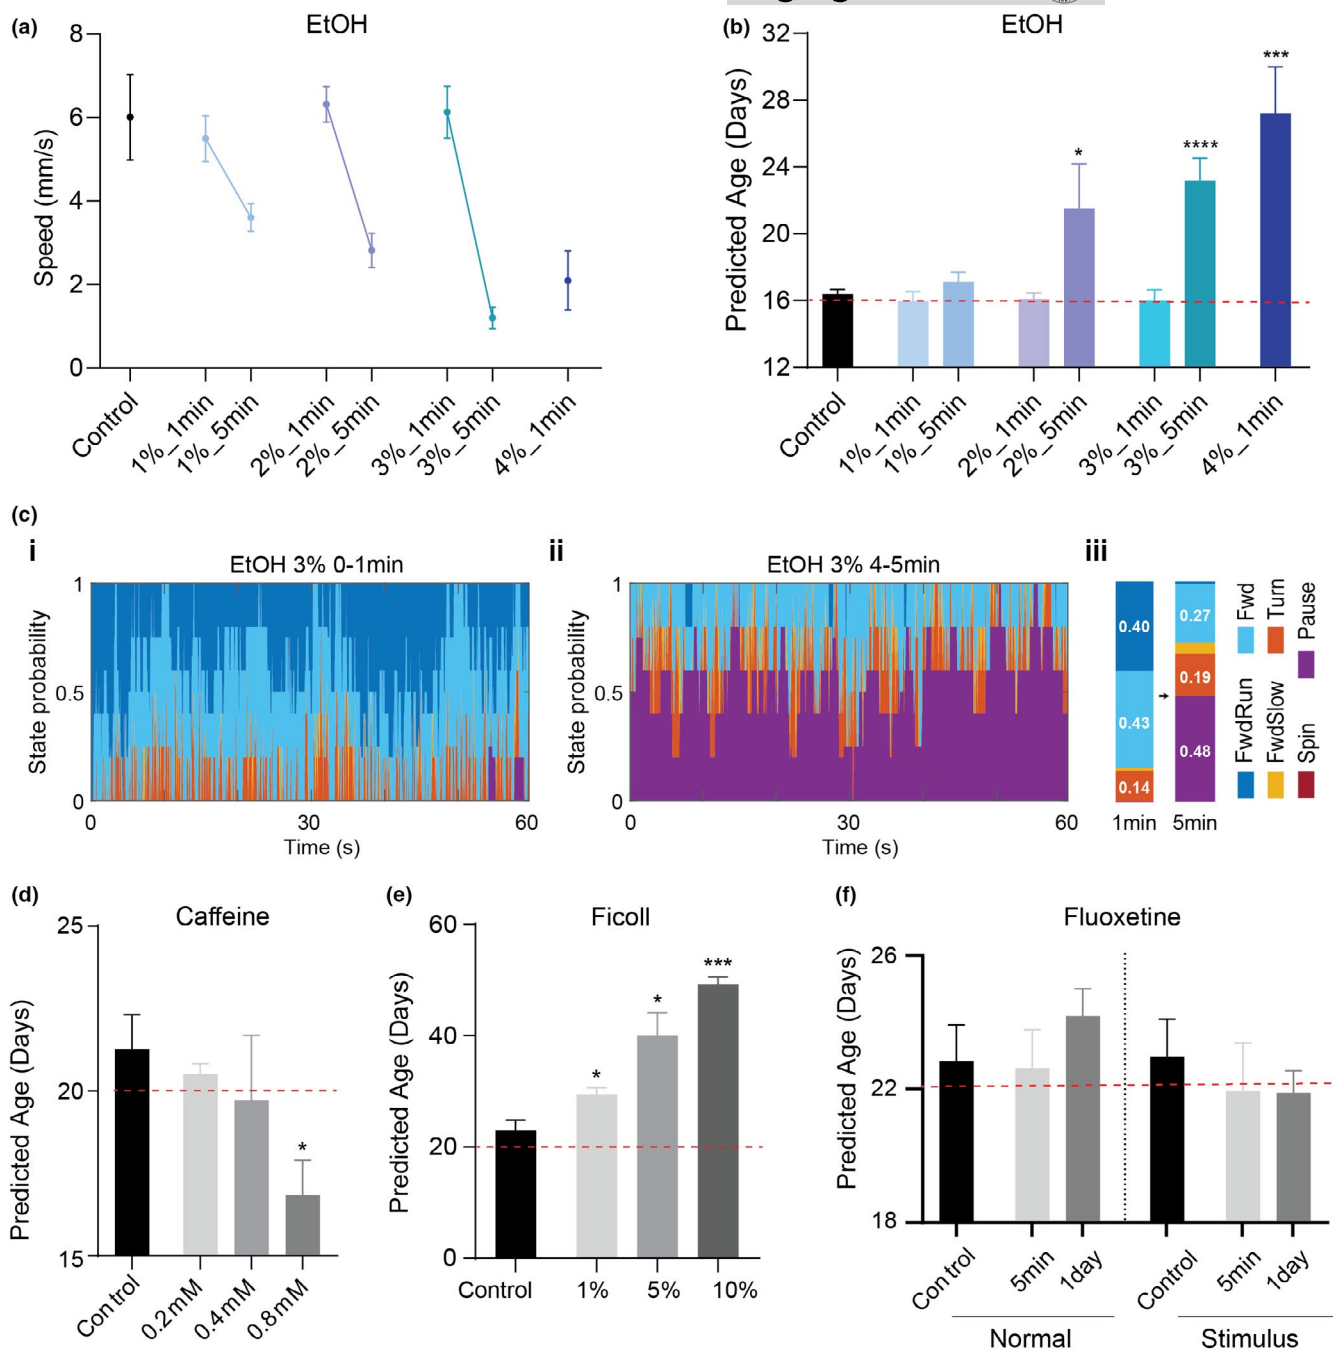 (a)
EtOH
Speed (mm/s)
8
6
4
2
0
Control
1%_1min
1%_5min
2%_1min
2%_5min
3%_1min
3%_5min
4%_1min
(b)
EtOH
Predicted Age (Days)
32
28
24
20
16
12
*
****
***
Control
1%_1min
1%_5min
2%_1min
2%_5min
3%_1min
3%_5min
4%_1min
(c)
i
EtOH 3% 0-1min
State probability
1
0.5
0
0
30
60
Time (s)
ii
EtOH 3% 4-5min
State probability
1
0.5
0
0
30
60
Time (s)
iii
0.40
0.43
0.14
1min
0.27
0.19
0.48
5min
FwdRun
Fwd
FwdSlow
Turn
Spin
Pause
(d)
Caffeine
Predicted Age (Days)
25
20
15
*
Control
0.2mM
0.4mM
0.8mM
(e)
Ficoll
Predicted Age (Days)
60
40
20
0
*
*
***
Control
1%
5%
10%
(f)
Fluoxetine
Predicted Age (Days)
26
22
18
Control
5min
1day
Normal
Control
5min
1day
Stimulus